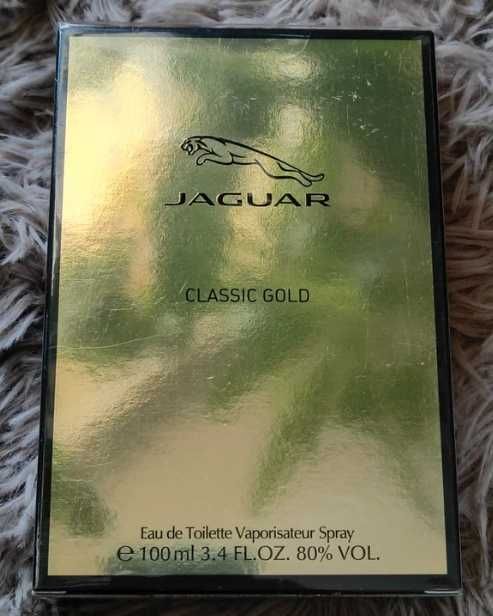 JAGUAR
CLASSIC GOLD
Eau de Toilette Vaporisateur Spray
℮ 100 ml 3.4 FL.OZ. 80% VOL.